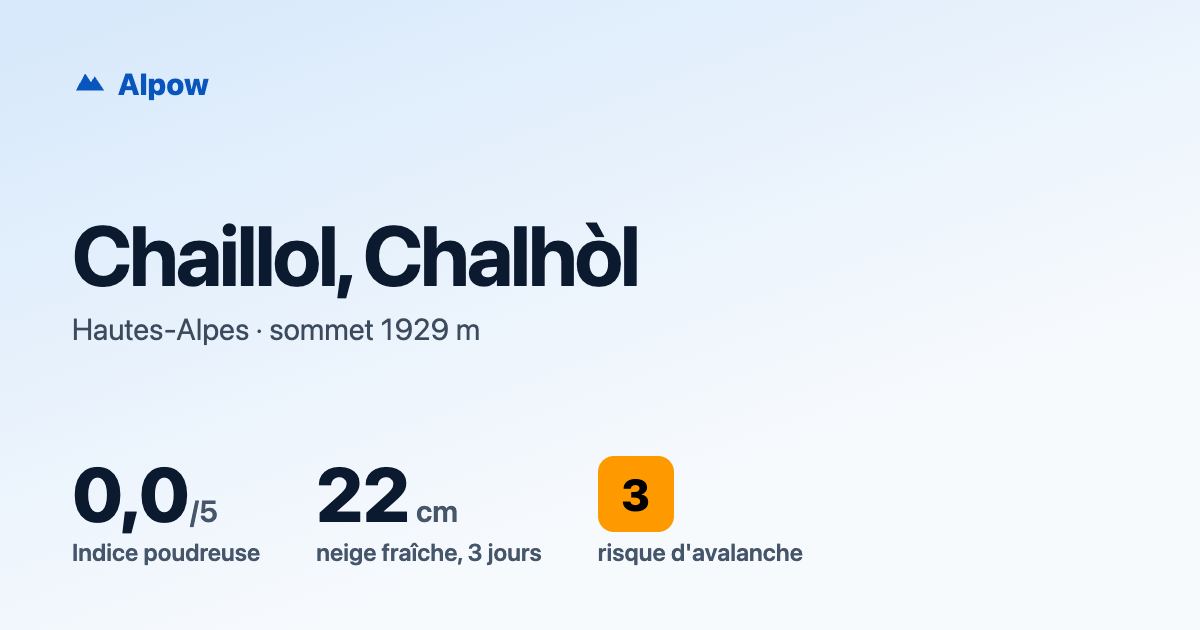 Alpow
Chaillol, Chalhòl
Hautes-Alpes · sommet 1929 m
0,0/5
Indice poudreuse
22 cm
neige fraîche, 3 jours
3
risque d'avalanche